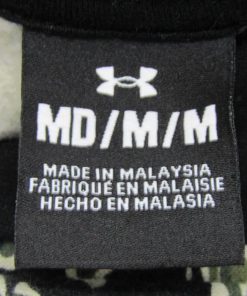 MD/M/M
MADE IN MALAYSIA
FABRIQUÉ EN MALAISIE
HECHO EN MALASIA